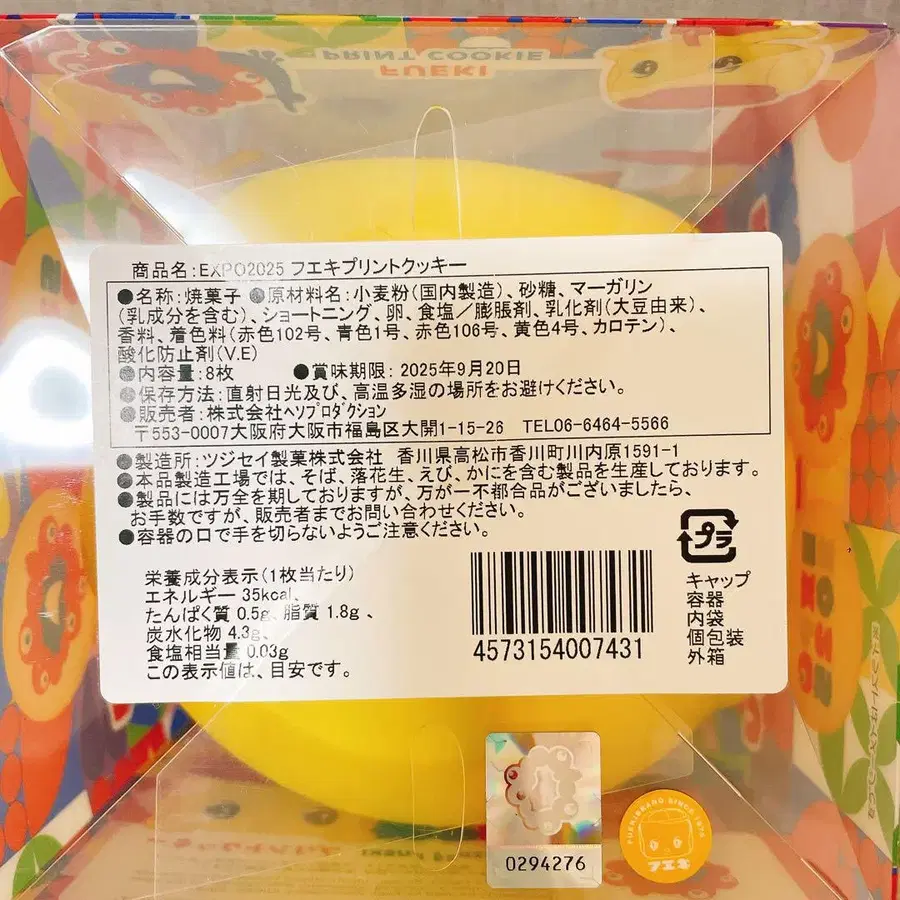 PRINT COOKIE
FUEKI
商品名:EXPO2025 フエキプリントクッキー
●名称:焼菓子 ●原材料名:小麦粉(国内製造)、砂糖、マーガリン
(乳成分を含む)、ショートニング、卵、食塩/膨脹剤、乳化剤(大豆由来)、
香料、着色料(赤色102号、青色1号、赤色106号、黄色4号、カロテン)、
酸化防止剤(V.E)
●内容量:8枚 ●賞味期限:2025年9月20日
●保存方法:直射日光及び、高温多湿の場所をお避けください。
●販売者:株式会社ヘソプロダクション
〒553-0007大阪府大阪市福島区大開1-15-26 TEL06-6464-5566
●製造所:ツジセイ製菓株式会社 香川県高松市香川町川内原1591-1
●本品製造工場では、そば、落花生、えび、かにを含む製品を生産しております。
●製品には万全を期しておりますが、万が一不都合品がございましたら、
お手数ですが、販売者までお問い合わせください。
●容器の口で手を切らないようご注意ください。
栄養成分表示(1枚当たり)
エネルギー 35kcal、
たんぱく質 0.5g、脂質 1.8g、
炭水化物 4.3g、
食塩相当量 0.03g
この表示値は、目安です。
4573154007431
プラ
キャップ
容器
内袋
個包装
外箱
0294276
FUEKIBRAND SINCE 1975
フエキ